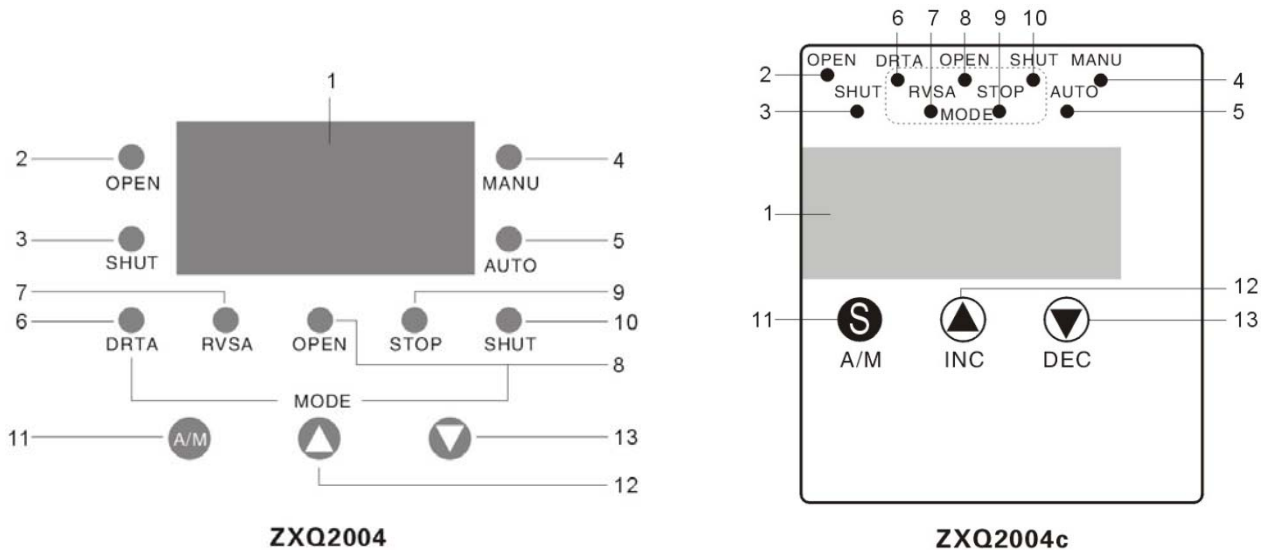 1
2
OPEN
MANU
4
3
SHUT
AUTO
5
7
9
6
DRTA
RVSA
OPEN
STOP
SHUT
10
8
MODE
11
A/M
13
12
ZXQ2004
6 7 8 9 10
OPEN DRTA OPEN SHUT MANU
2
4
SHUT RVSA STOP AUTO
3
MODE
5
1
12
11
S
13
A/M INC DEC
ZXQ2004c